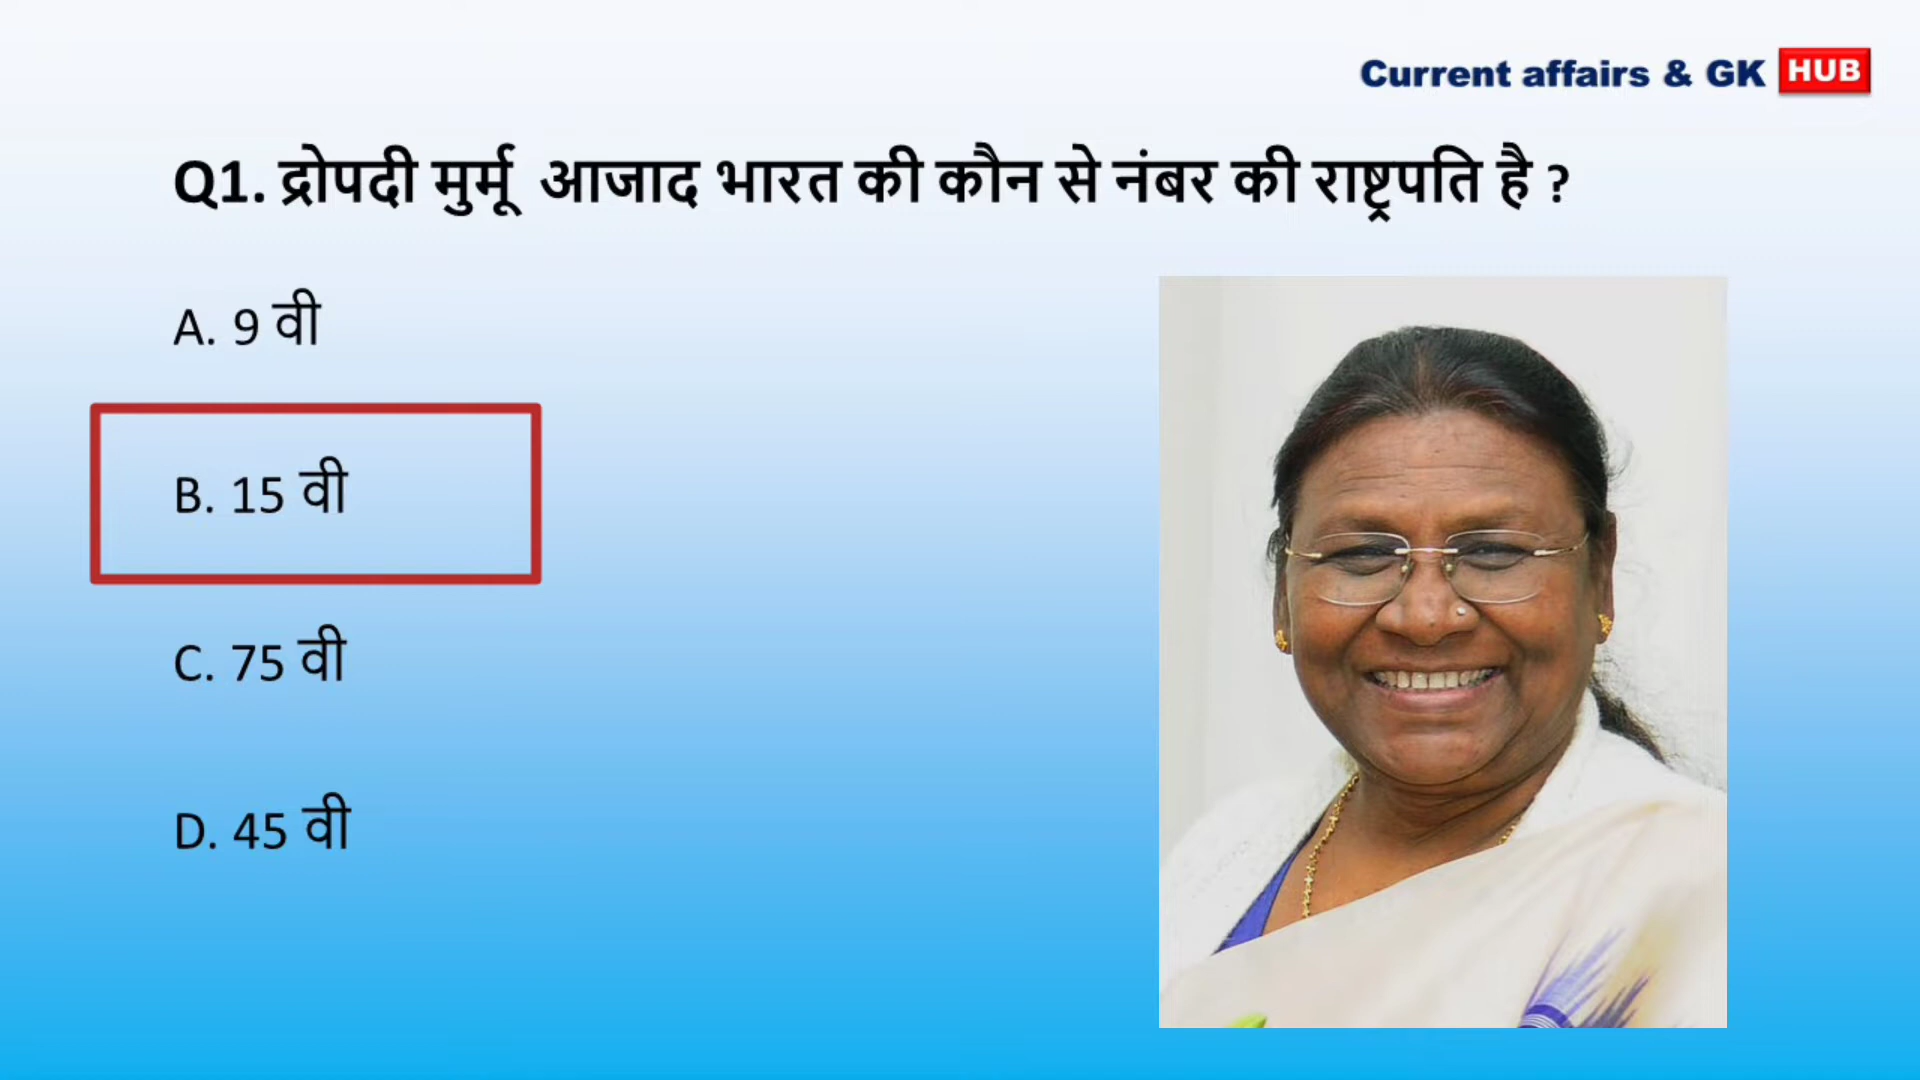 Current affairs & GK HUB
Q1. द्रोपदी मुर्मू आजाद भारत की कौन से नंबर की राष्ट्रपति है ?
A. 9 वी
B. 15 वी
C. 75 वी
D. 45 वी